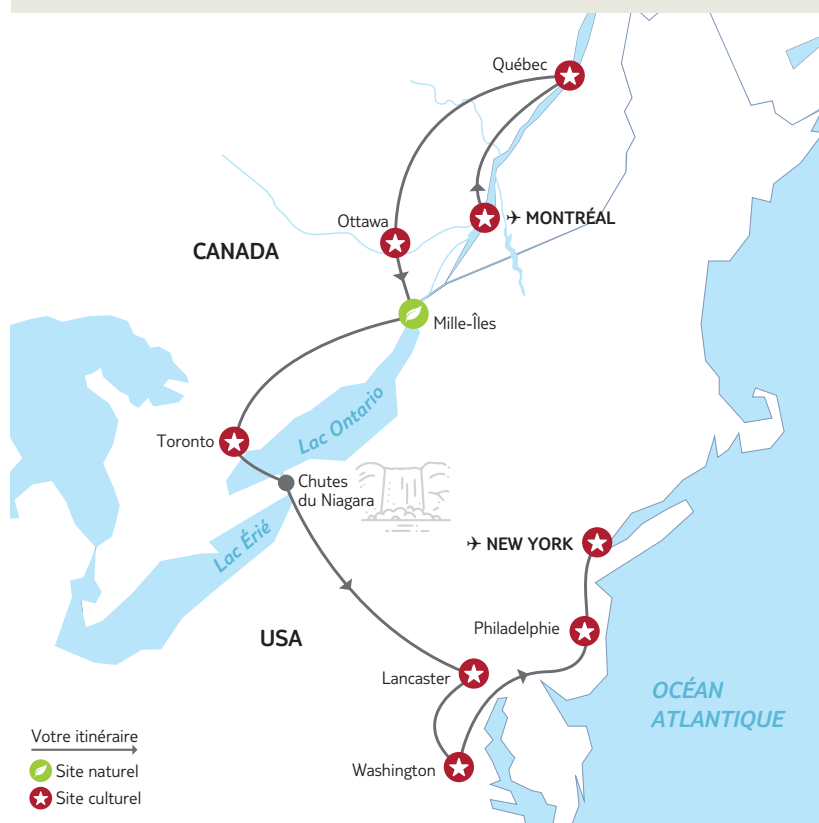 Québec
Ottawa
MONTRÉAL
CANADA
Mille-Îles
Lac Ontario
Toronto
Chutes
du Niagara
Lac Érié
NEW YORK
Philadelphie
USA
Lancaster
OCÉAN
ATLANTIQUE
Votre itinéraire
Site naturel
Washington
Site culturel